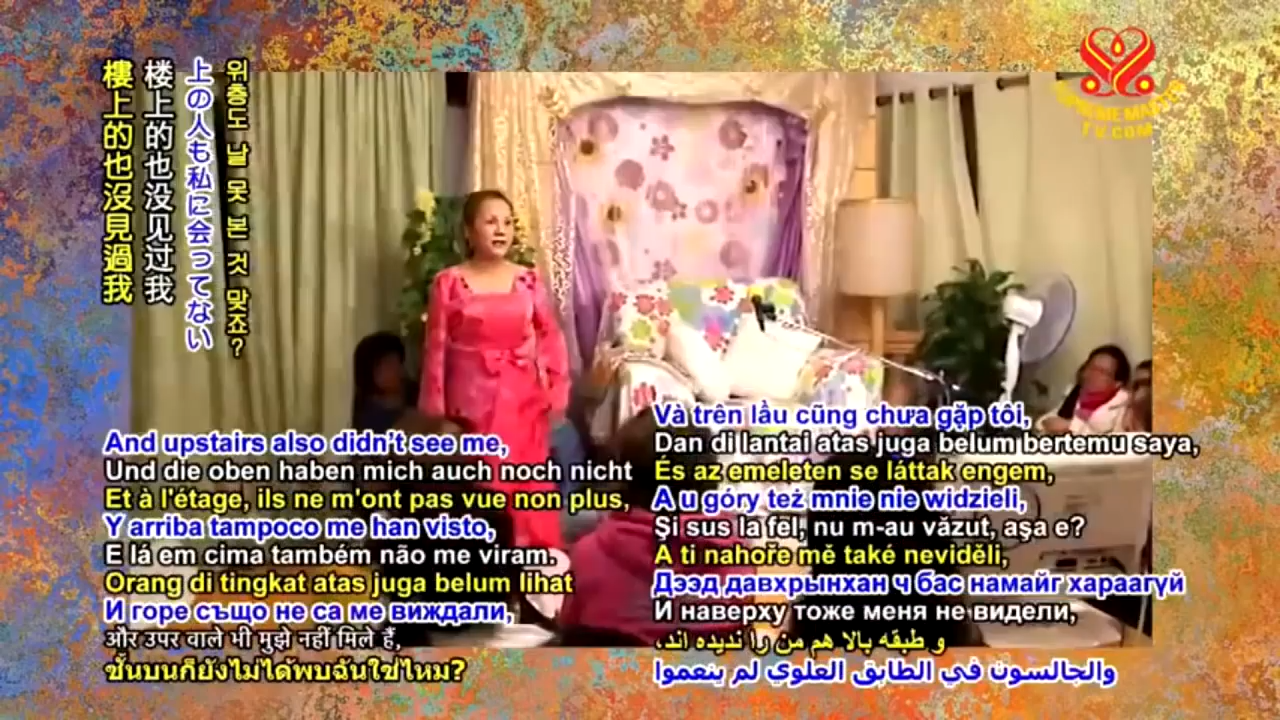 樓上的也沒見過我
楼上的也没见过我
上の人も私に会ってない
위층도 날 못 본 것 맞죠?
SUPREME MASTER
TV.COM
And upstairs also didn't see me,
Und die oben haben mich auch noch nicht
Et à l'étage, ils ne m'ont pas vue non plus,
Y arriba tampoco me han visto,
E lá em cima também não me viram.
Orang di tingkat atas juga belum lihat
И горе също не са ме виждали,
और उपर वाले भी मुझे नहीं मिले हैं,
ชั้นบนก็ยังไม่ได้พบฉันใช่ไหม?
Và trên lầu cũng chưa gặp tôi,
Dan di lantai atas juga belum bertemu saya,
És az emeleten se láttak engem,
A u góry też mnie nie widzieli,
Şi sus la fel, nu m-au văzut, aşa e?
A ti nahoře mě také neviděli,
Дээд давхрынхан ч бас намайг хараагүй
И наверху тоже меня не видели,
و طبقه بالا هم من را ندیده اند،
والجالسون في الطابق العلوي لم ينعموا